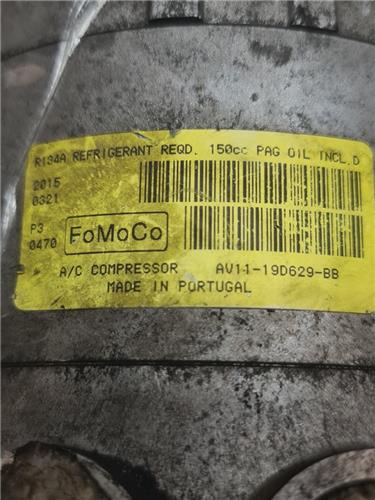 R134A REFRIGERANT REQD. 150cc PAG OIL INCL.D
2015
0321
P3
0470
FoMoCo
A/C COMPRESSOR AV11-19D629-BB
MADE IN PORTUGAL